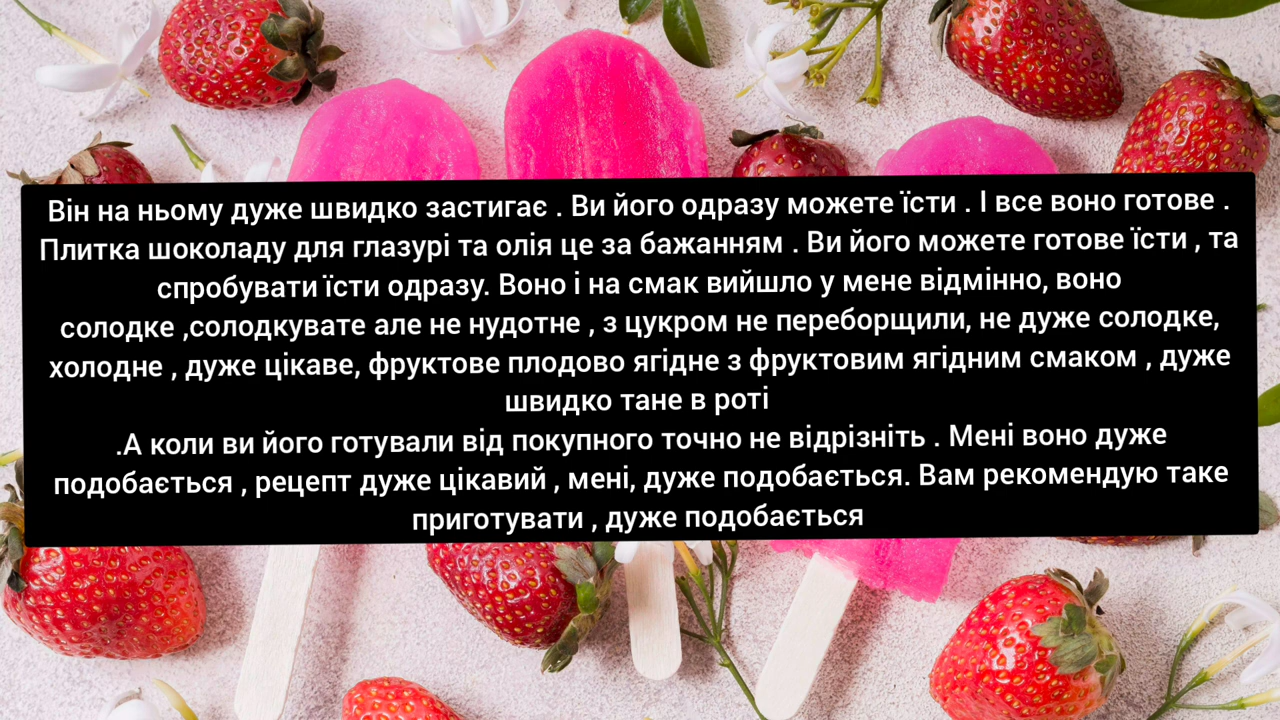 Він на ньому дуже швидко застигає . Ви його одразу можете їсти . І все воно готове .
Плитка шоколаду для глазурі та олія це за бажанням . Ви його можете готове їсти , та
спробувати їсти одразу. Воно і на смак вийшло у мене відмінно, воно
солодке ,солодкувате але не нудотне , з цукром не переборщили, не дуже солодке,
холодне , дуже цікаве, фруктове плодово ягідне з фруктовим ягідним смаком , дуже
швидко тане в роті
.А коли ви його готували від покупного точно не відрізніть . Мені воно дуже
подобається , рецепт дуже цікавий , мені, дуже подобається. Вам рекомендую таке
приготувати , дуже подобається